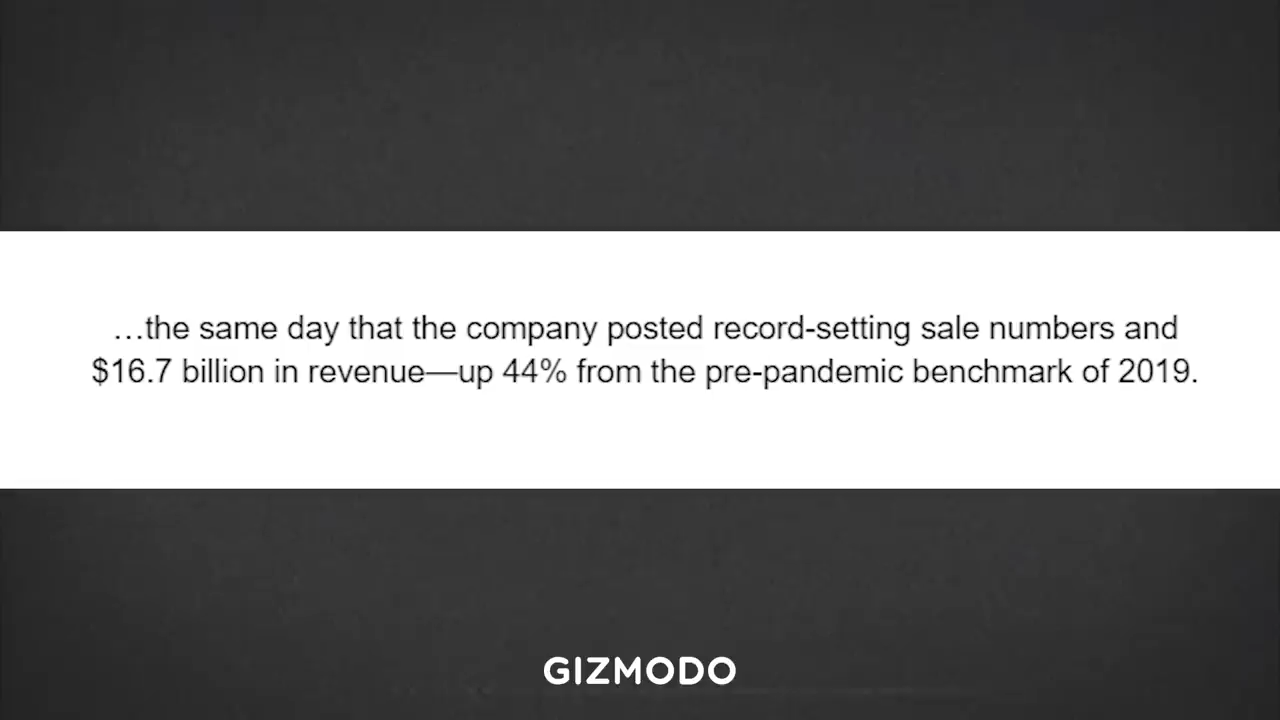 …the same day that the company posted record-setting sale numbers and
$16.7 billion in revenue—up 44% from the pre-pandemic benchmark of 2019.
GIZMODO